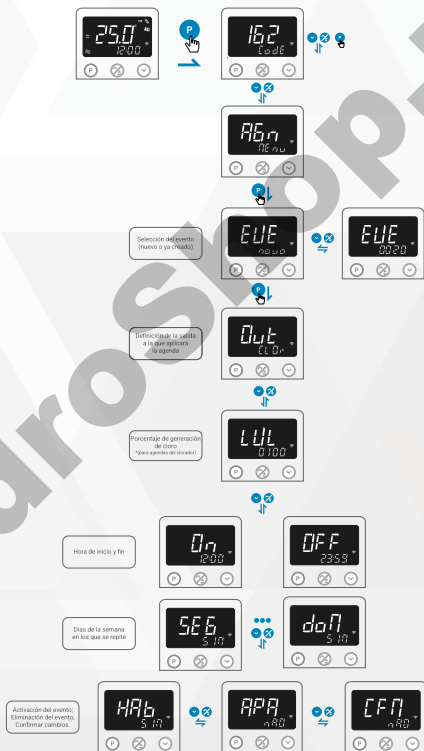 25.0
12:00
P
162
CodE
P
AGn
MEnu
P
Selección del evento
(nuevo o ya creado)
EUE
nouo
EUE
0020
P
P
P
Definición de la salida
a la que aplicará
la agenda
Out
CLOr
P
Porcentaje de generación
de cloro
*(para agendas del clorador)
LUL
0100
P
Hora de inicio y fin
On
12:00
OFF
23:59
P
P
Días de la semana
en los que se repite
SEG
SIM
doM
SIM
P
P
Activación del evento;
Eliminación del evento;
Confirmar cambios.
HAb
SIM
APA
nAO
CFM
nAO
P
P
P
droShop.